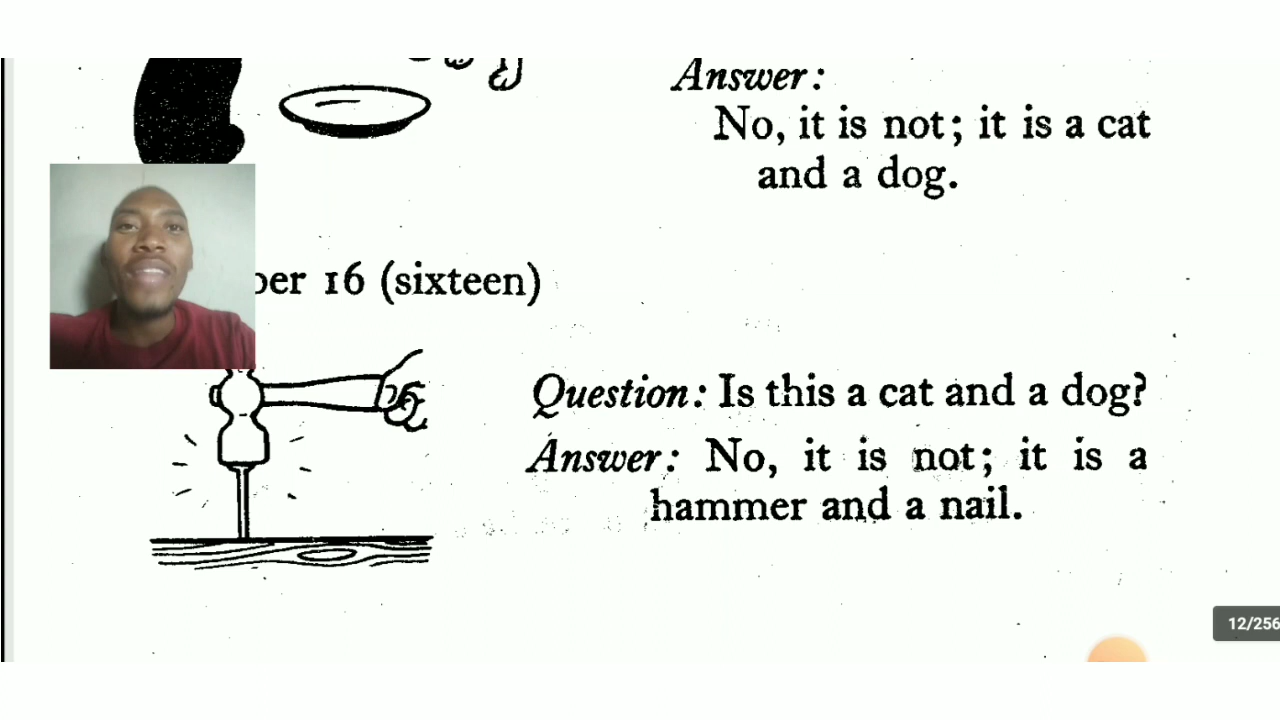 Answer:
No, it is not; it is a cat
and a dog.
ber 16 (sixteen)
Question: Is this a cat and a dog?
Answer: No, it is not; it is a
hammer and a nail.
12/256